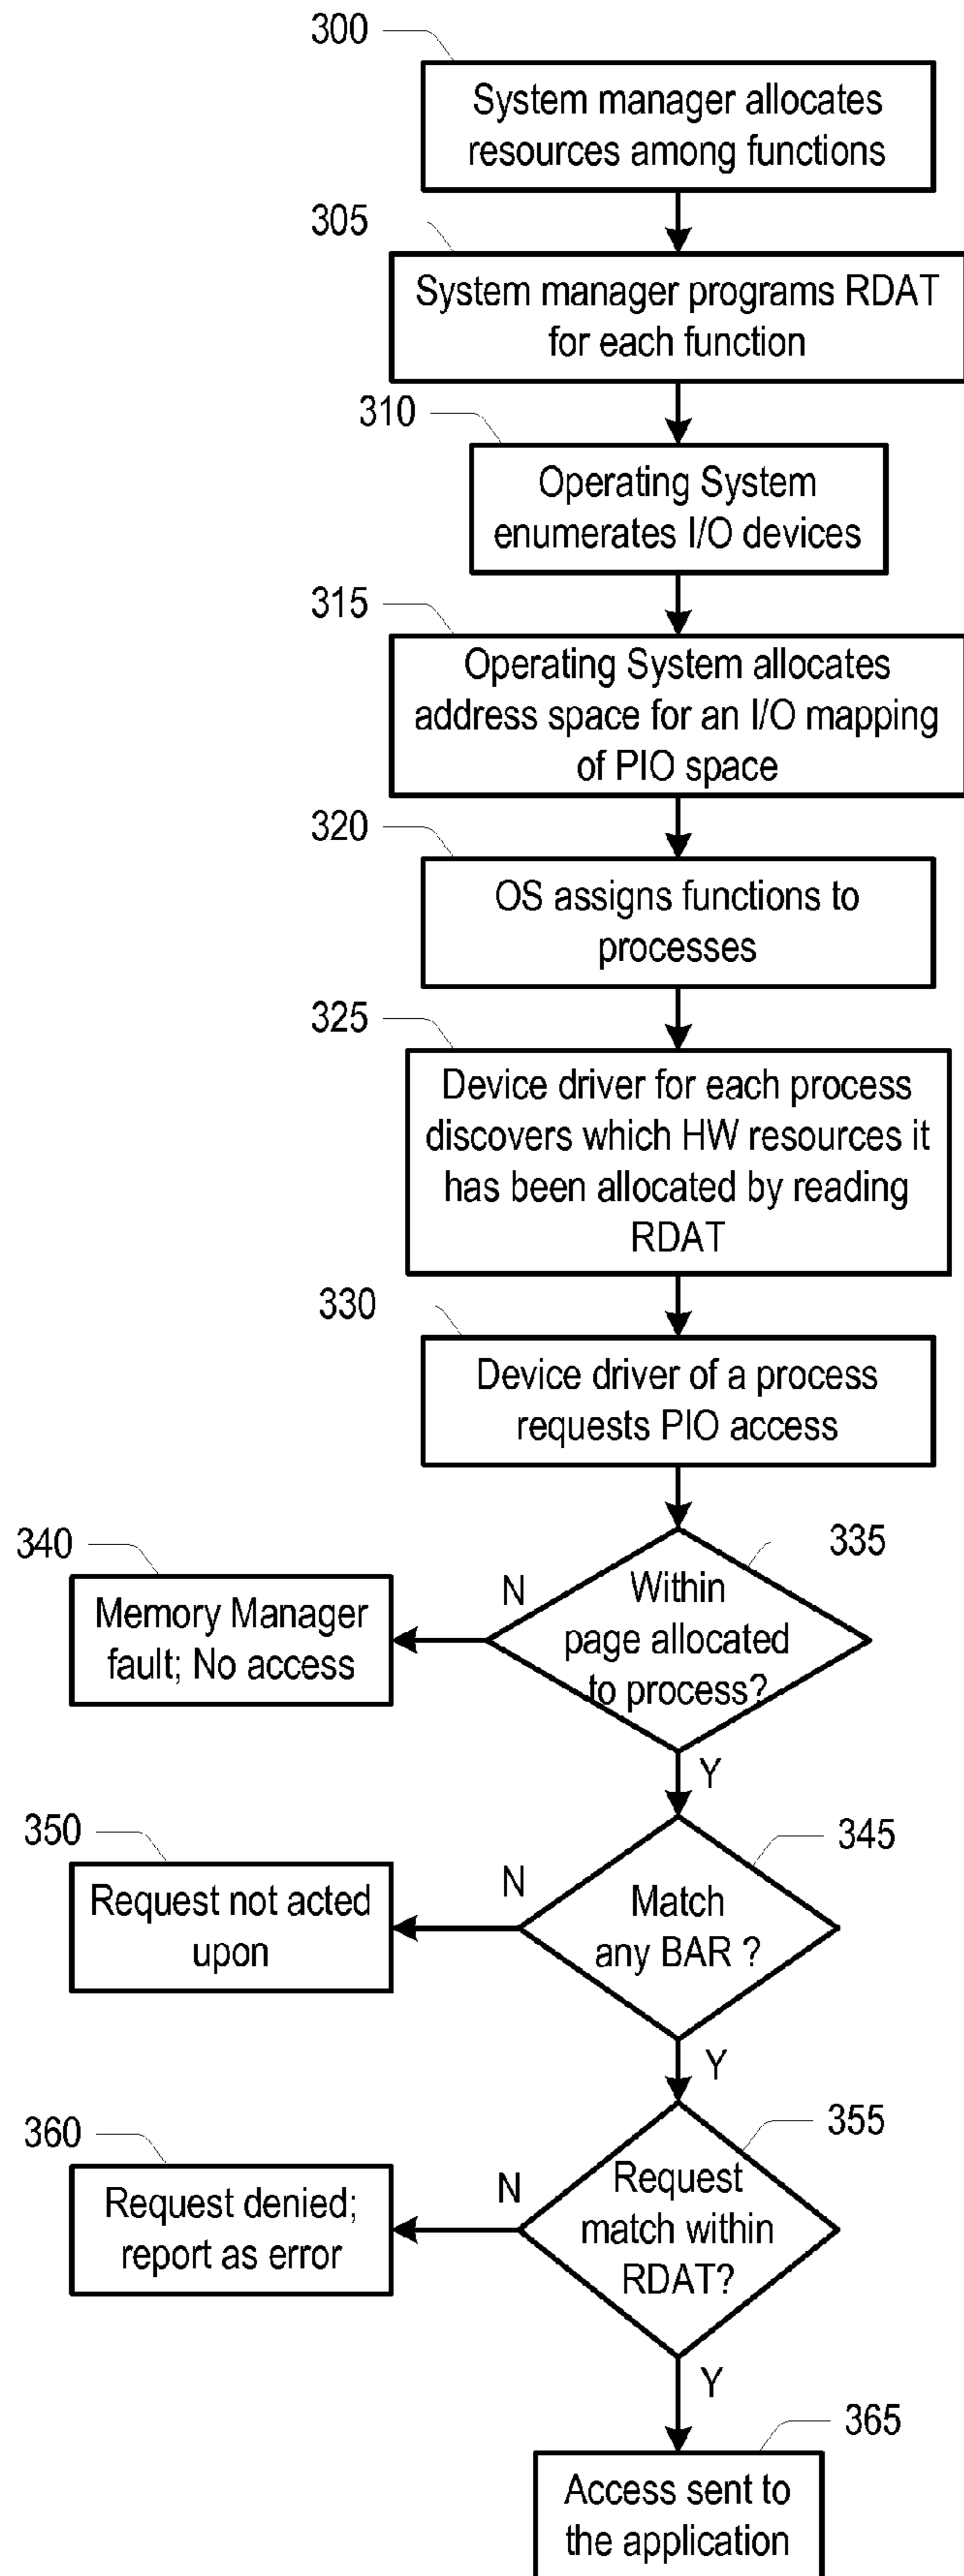 300
System manager allocates
resources among functions
305
System manager programs RDAT
for each function
310
Operating System
enumerates I/O devices
315
Operating System allocates
address space for an I/O mapping
of PIO space
320
OS assigns functions to
processes
325
Device driver for each process
discovers which HW resources it
has been allocated by reading
RDAT
330
Device driver of a process
requests PIO access
335
Within
page allocated
to process?
N
340
Memory Manager
fault; No access
Y
345
Match
any BAR ?
N
350
Request not acted
upon
Y
355
Request
match within
RDAT?
N
360
Request denied;
report as error
Y
365
Access sent to
the application